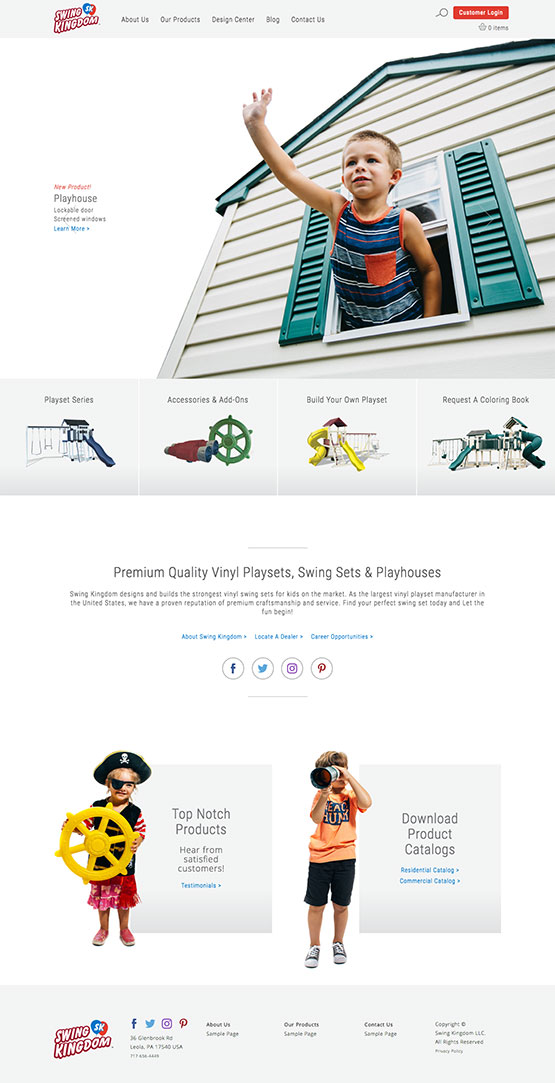 SWING KINGDOM SK
About Us Our Products Design Center Blog Contact Us
Customer Login
0 items
New Product!
Playhouse
Lockable door
Screened windows
Learn More >
Playset Series
Accessories & Add-Ons
Build Your Own Playset
Request A Coloring Book
Premium Quality Vinyl Playsets, Swing Sets & Playhouses
Swing Kingdom designs and builds the strongest vinyl swing sets for kids on the market. As the largest vinyl playset manufacturer in
the United States, we have a proven reputation of premium craftsmanship and service. Find your perfect swing set today and Let the
fun begin!
About Swing Kingdom > Locate A Dealer > Career Opportunities >
Top Notch
Products
Hear from
satisfied
customers!
Testimonials >
Download
Product
Catalogs
Residential Catalog >
Commercial Catalog >
SWING KINGDOM SK
36 Glenbrook Rd
Leola, PA 17540 USA
717-656-4449
About Us
Sample Page
Our Products
Sample Page
Contact Us
Sample Page
Copyright ©
Swing Kingdom LLC.
All Rights Reserved
Privacy Policy